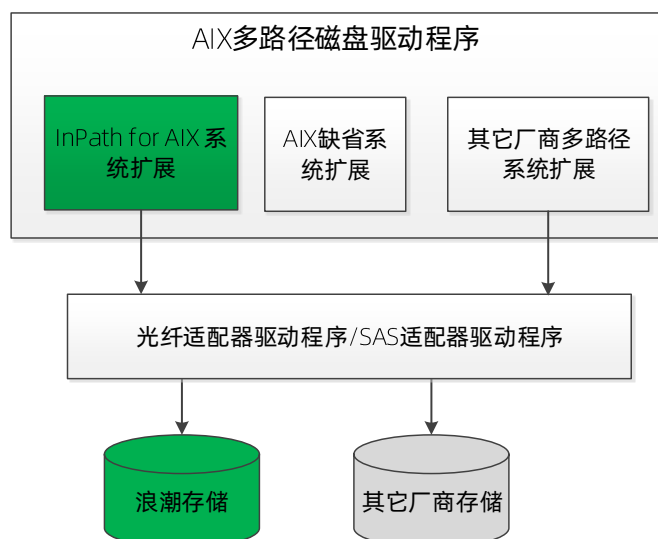 AIX多路径磁盘驱动程序
InPath for AIX 系
统扩展
AIX缺省系
统扩展
其它厂商多路径
系统扩展
光纤适配器驱动程序/SAS适配器驱动程序
浪潮存储
其它厂商存储